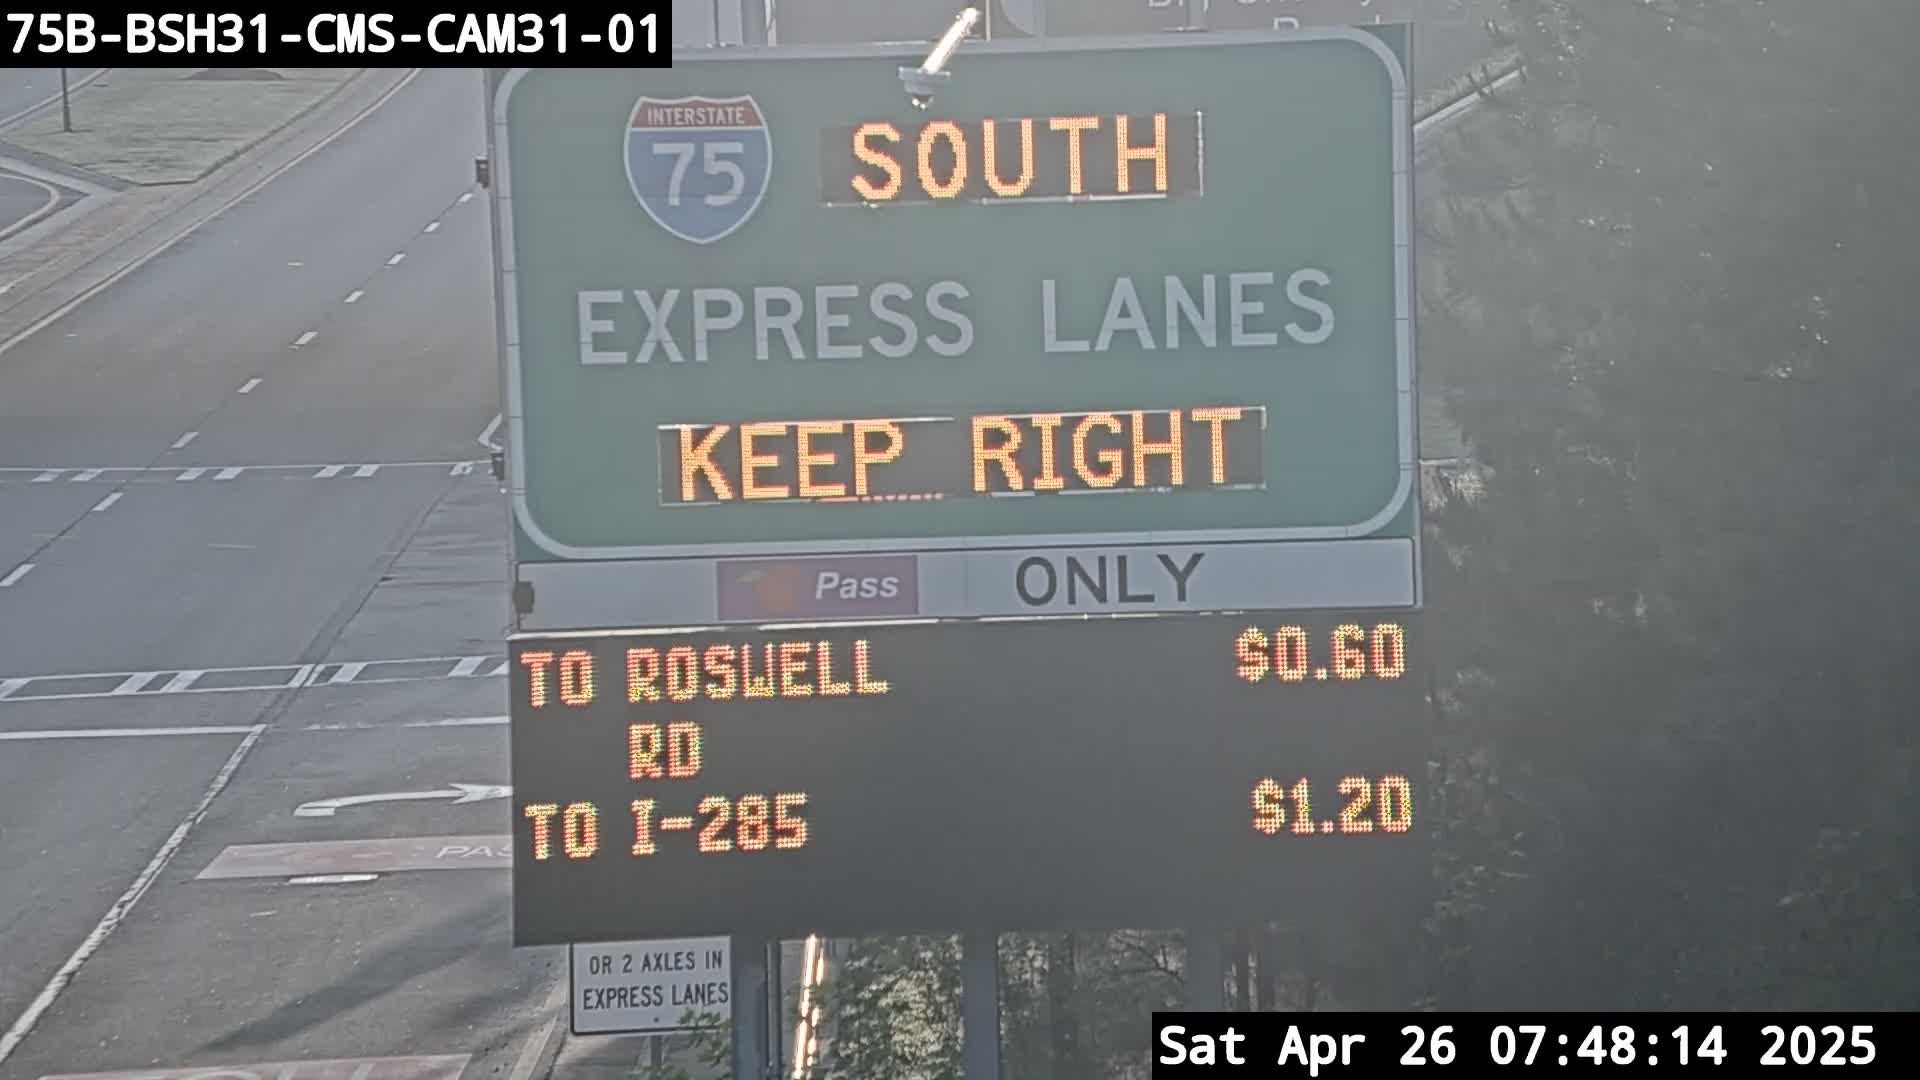 75B-BSH31-CMS-CAM31-01
INTERSTATE
75
SOUTH
EXPRESS LANES
KEEP RIGHT
Pass ONLY
TO ROSWELL $0.60
RD
TO I-285 $1.20
OR 2 AXLES IN
EXPRESS LANES
Sat Apr 26 07:48:14 2025